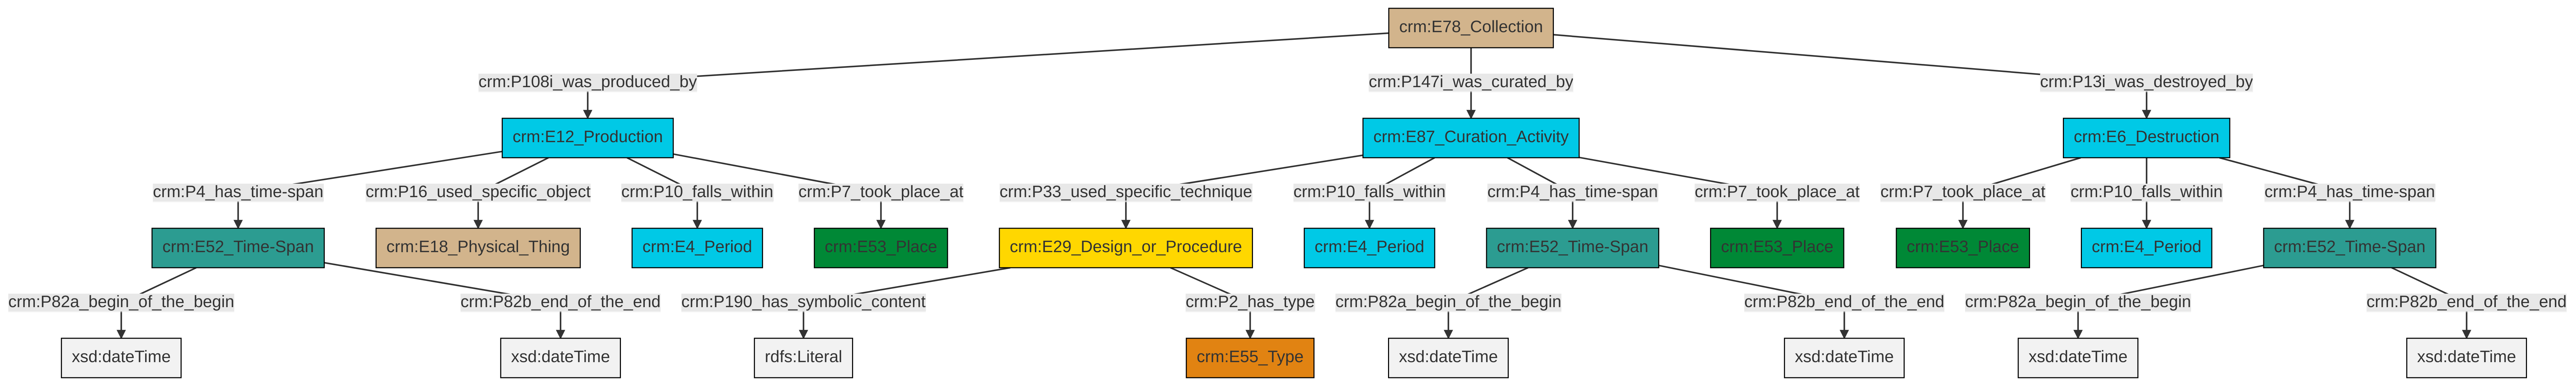 crm:E78_Collection
crm:P108i_was_produced_by
crm:P147i_was_curated_by
crm:P13i_was_destroyed_by
crm:E12_Production
crm:E87_Curation_Activity
crm:E6_Destruction
crm:P4_has_time-span
crm:P16_used_specific_object
crm:P10_falls_within
crm:P7_took_place_at
crm:P33_used_specific_technique
crm:P10_falls_within
crm:P4_has_time-span
crm:P7_took_place_at
crm:P7_took_place_at
crm:P10_falls_within
crm:P4_has_time-span
crm:E52_Time-Span
crm:E18_Physical_Thing
crm:E4_Period
crm:E53_Place
crm:E29_Design_or_Procedure
crm:E4_Period
crm:E52_Time-Span
crm:E53_Place
crm:E53_Place
crm:E4_Period
crm:E52_Time-Span
crm:P82a_begin_of_the_begin
crm:P82b_end_of_the_end
crm:P190_has_symbolic_content
crm:P2_has_type
crm:P82a_begin_of_the_begin
crm:P82b_end_of_the_end
crm:P82a_begin_of_the_begin
crm:P82b_end_of_the_end
xsd:dateTime
xsd:dateTime
rdfs:Literal
crm:E55_Type
xsd:dateTime
xsd:dateTime
xsd:dateTime
xsd:dateTime